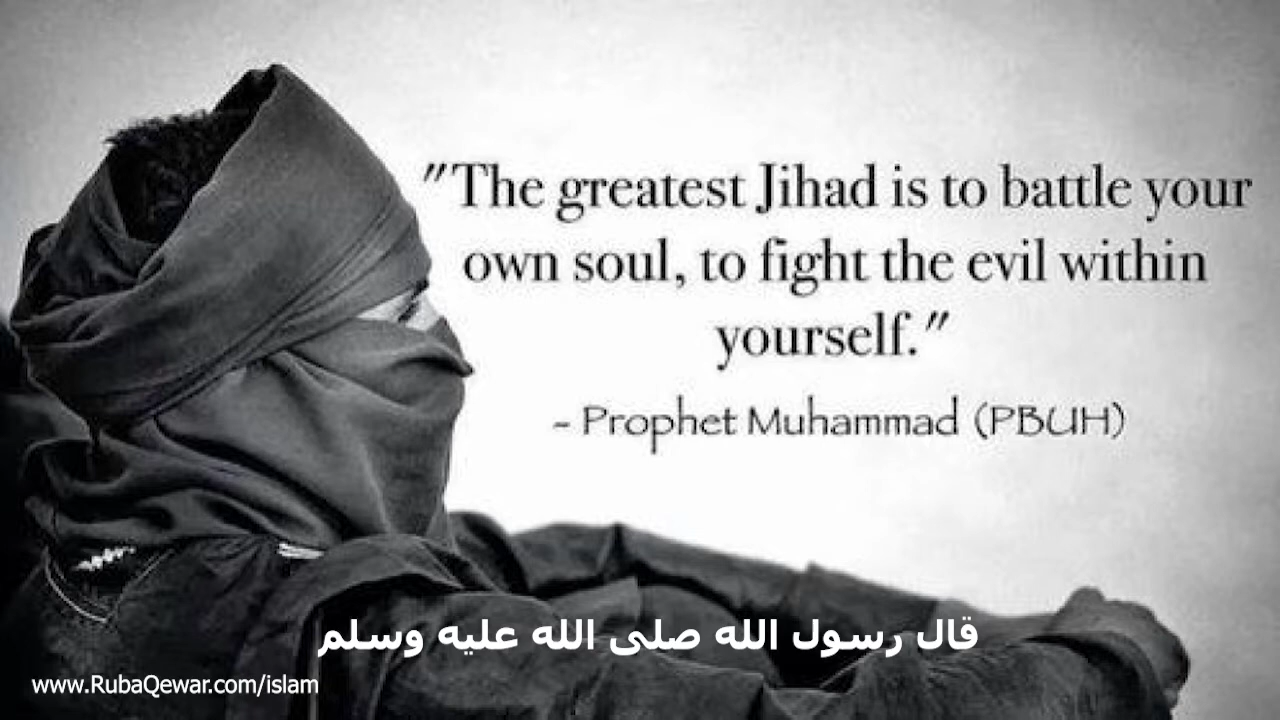 "The greatest Jihad is to battle your
own soul, to fight the evil within
yourself."
- Prophet Muhammad (PBUH)
قال رسول الله صلى الله عليه وسلم
www.RubaQewar.com/islam